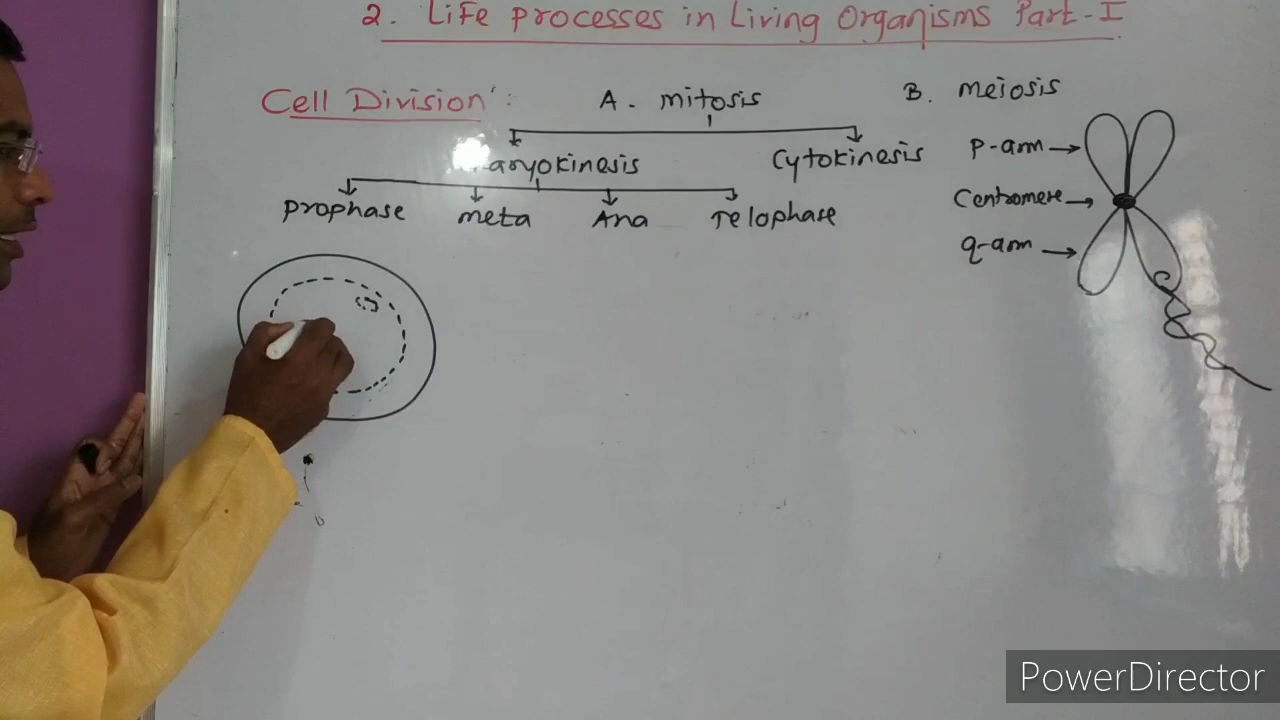 2. Life Processes in Living Organisms Part-I
Cell Division : A. mitosis B. meiosis
aryokinesis Cytokinesis
Prophase meta Ana Telophase
P-arm
Centromere
q-arm
PowerDirector